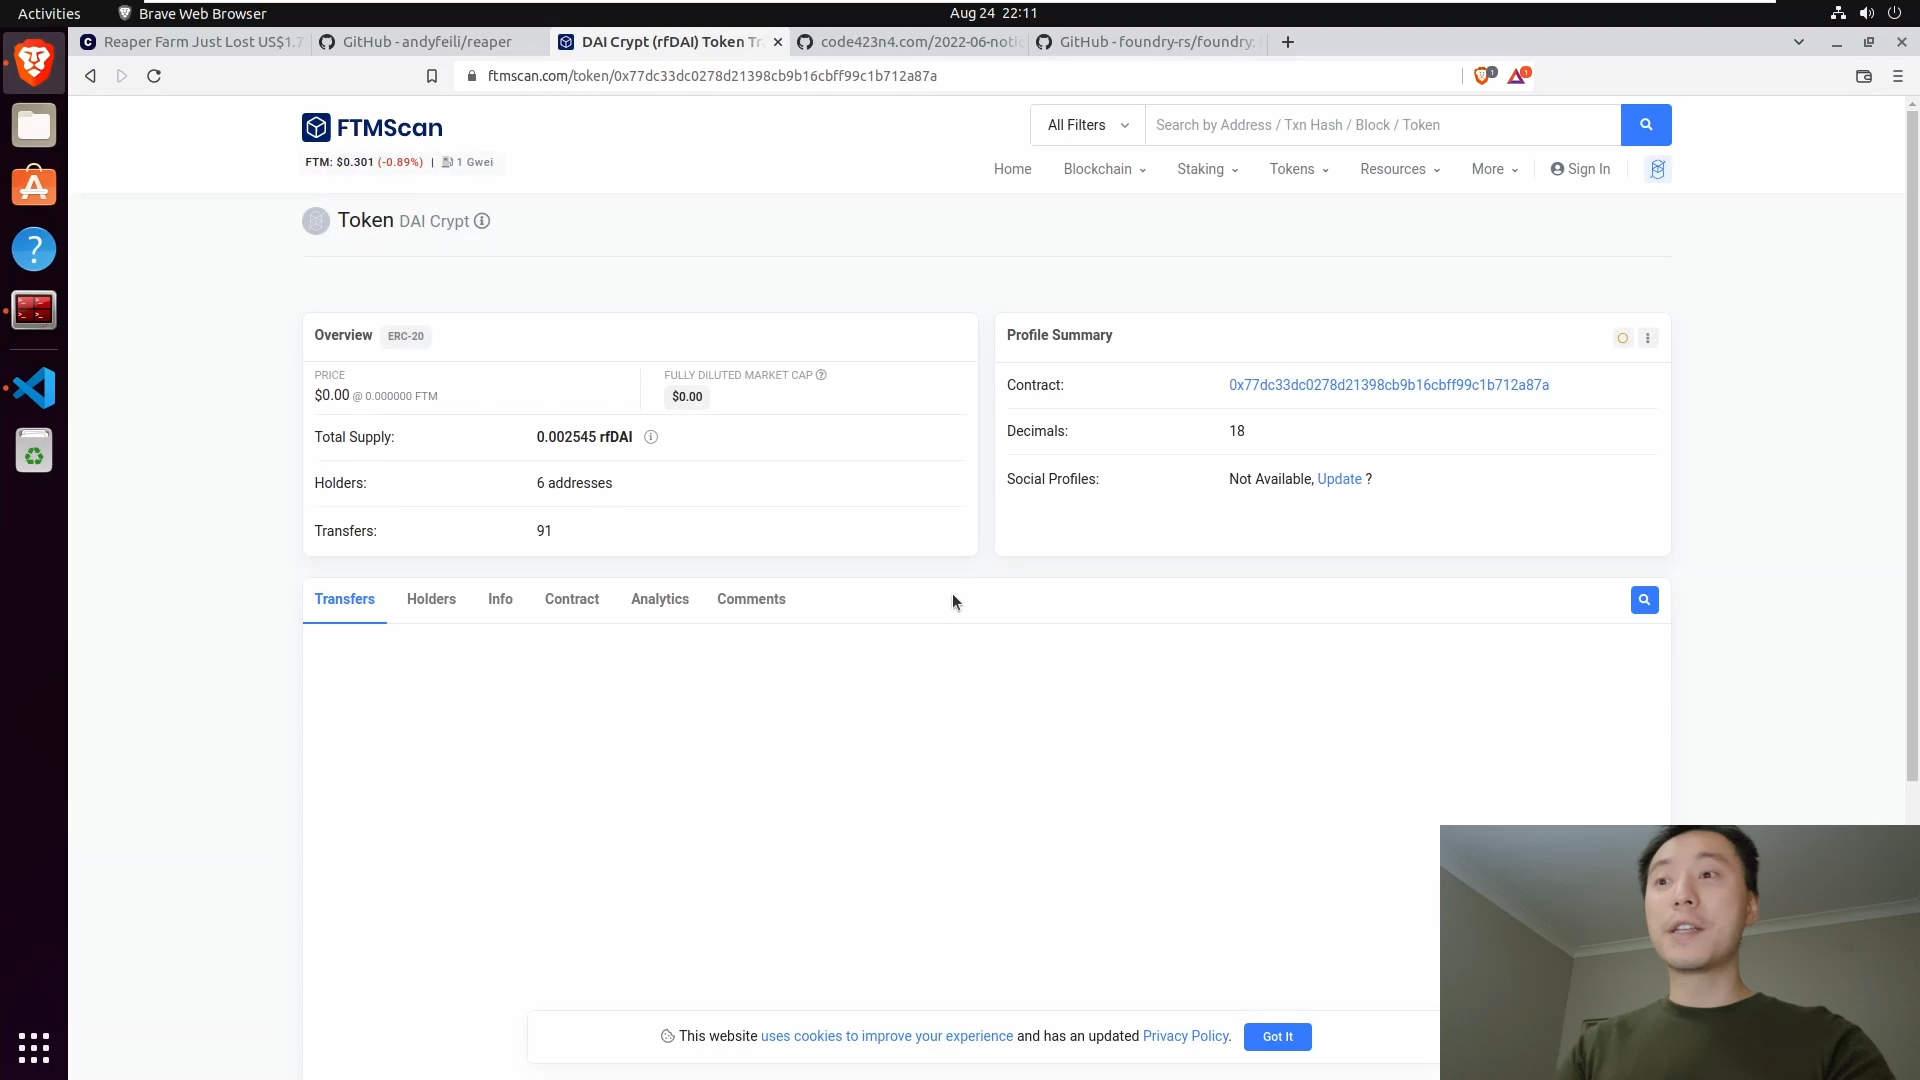 Activities
Brave Web Browser
Aug 24 22:11
Reaper Farm Just Lost US$1.7
GitHub - andyfeili/reaper
DAI Crypt (rfDAI) Token Tr
code423n4.com/2022-06-notic
GitHub - foundry-rs/foundry:
ftmscan.com/token/0x77dc33dc0278d21398cb9b16cbff99c1b712a87a
1
1
FTMScan
All Filters
Search by Address / Txn Hash / Block / Token
FTM: $0.301 (-0.89%) | 1 Gwei
Home
Blockchain
Staking
Tokens
Resources
More
Sign In
Token DAI Crypt
Overview ERC-20
Profile Summary
PRICE
$0.00 @ 0.000000 FTM
FULLY DILUTED MARKET CAP
$0.00
Contract: 0x77dc33dc0278d21398cb9b16cbff99c1b712a87a
Total Supply: 0.002545 rfDAI
Decimals: 18
Holders: 6 addresses
Social Profiles: Not Available, Update ?
Transfers: 91
Transfers
Holders
Info
Contract
Analytics
Comments
This website uses cookies to improve your experience and has an updated Privacy Policy.
Got It